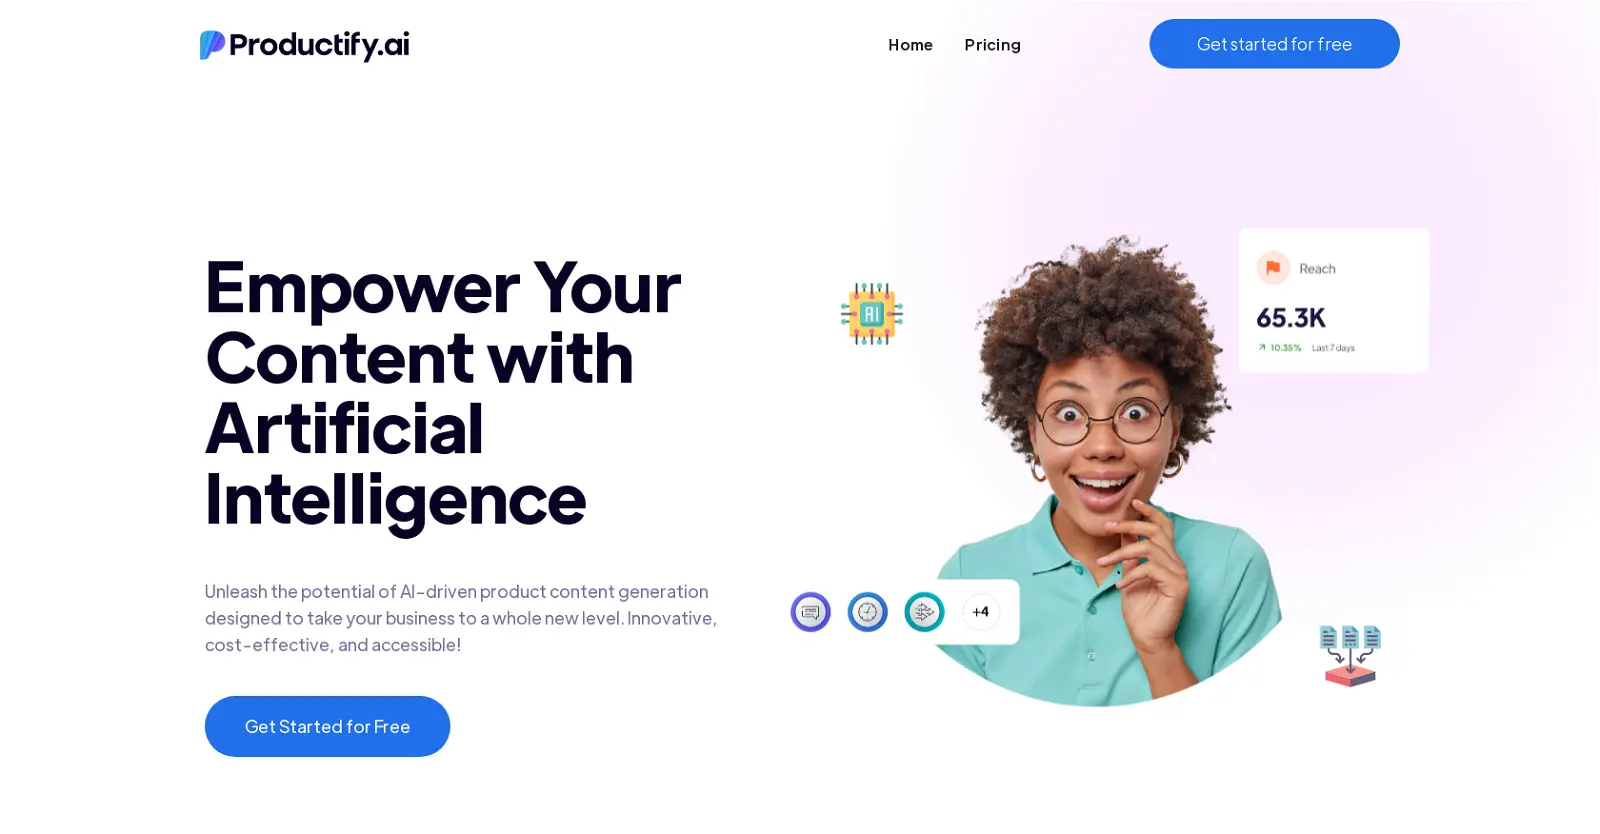 Productify.ai
Home
Pricing
Get started for free
Empower Your
Content with
Artificial
Intelligence
Unleash the potential of AI-driven product content generation
designed to take your business to a whole new level. Innovative,
cost-effective, and accessible!
Get Started for Free
AI
Reach
65.3K
10.35% Last 7 days
+4